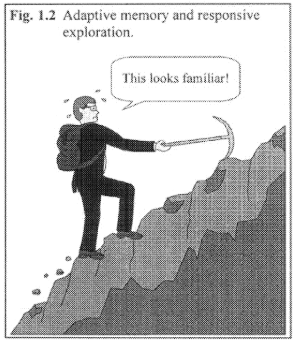 Fig. 1.2 Adaptive memory and responsive
exploration.
This looks familiar!